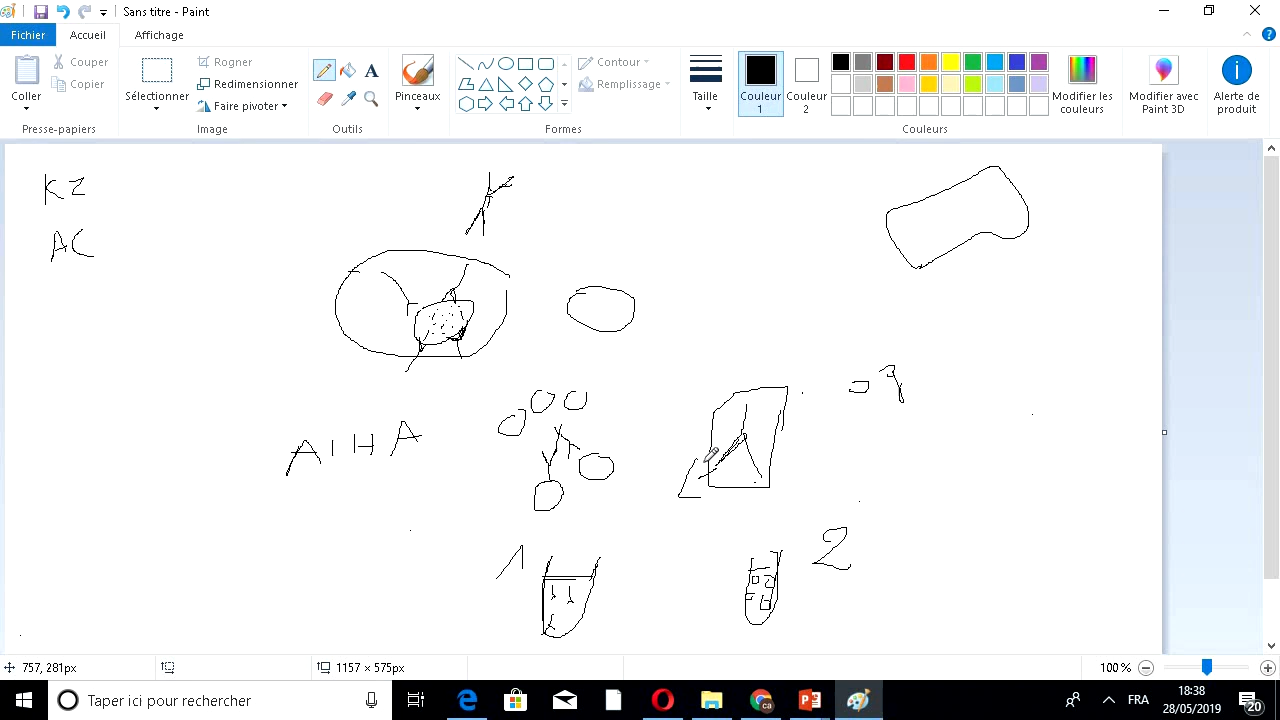 Sans titre - Paint
Fichier Accueil Affichage
Coller
Couper
Copier
Presse-papiers
Sélectionner
Redimensionner
Faire pivoter
Image
A
Outils
Pinceaux
Contour
Remplissage
Formes
Taille
Couleur 1
Couleur 2
Couleurs
Modifier les couleurs
Modifier avec Paint 3D
Alerte de produit
KZ
AC
AIHA
1
2
757, 281px
1157 × 575px
100 %
Taper ici pour rechercher
FRA
18:38
28/05/2019
20